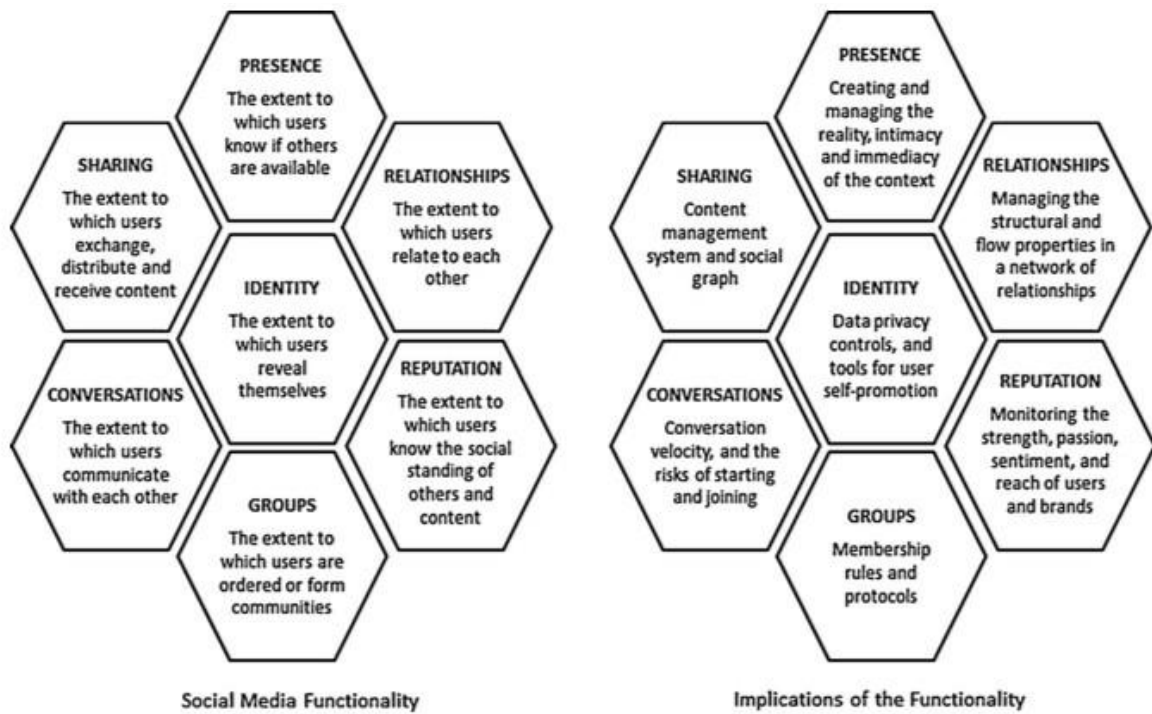 PRESENCE
The extent to
which users
know if others
are available
SHARING
The extent to
which users
exchange,
distribute and
receive content
RELATIONSHIPS
The extent to
which users
relate to each
other
IDENTITY
The extent to
which users
reveal
themselves
CONVERSATIONS
The extent to
which users
communicate
with each other
REPUTATION
The extent to
which users
know the social
standing of
others and
content
GROUPS
The extent to
which users are
ordered or form
communities
Social Media Functionality
PRESENCE
Creating and
managing the
reality, intimacy
and immediacy
of the context
SHARING
Content
management
system and social
graph
RELATIONSHIPS
Managing the
structural and
flow properties in
a network of
relationships
IDENTITY
Data privacy
controls, and
tools for user
self-promotion
CONVERSATIONS
Conversation
velocity, and the
risks of starting
and joining
REPUTATION
Monitoring the
strength, passion,
sentiment, and
reach of users
and brands
GROUPS
Membership
rules and
protocols
Implications of the Functionality